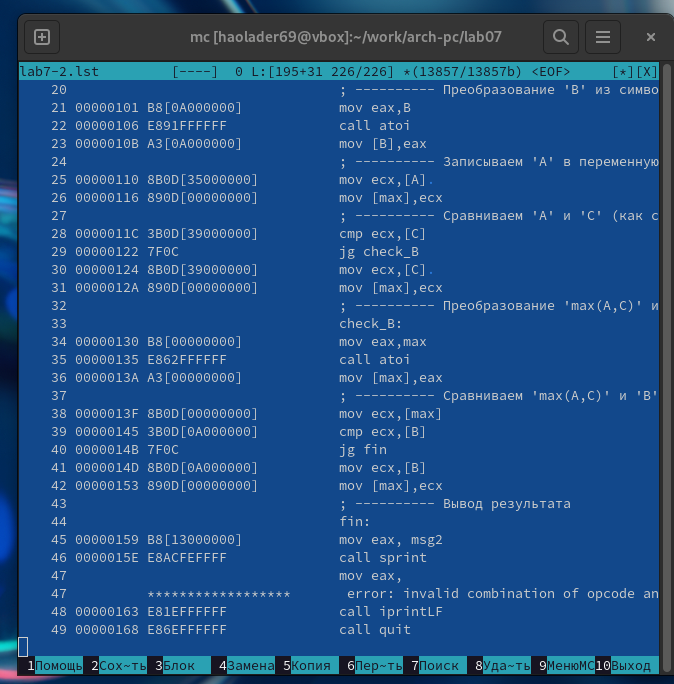 mc [haolader69@vbox]:~/work/arch-pc/lab07
lab7-2.lst [----] 0 L:[195+31 226/226] *(13857/13857b) <EOF> [*][X]
20 ; ---------- Преобразование 'B' из симво
21 00000101 B8[0A000000] mov eax,B
22 00000106 E891FFFFFF call atoi
23 0000010B A3[0A000000] mov [B],eax
24 ; ---------- Записываем 'A' в переменную
25 00000110 8B0D[35000000] mov ecx,[A]
26 00000116 890D[00000000] mov [max],ecx
27 ; ---------- Сравниваем 'A' и 'С' (как с
28 0000011C 3B0D[39000000] cmp ecx,[C]
29 00000122 7F0C jg check_B
30 00000124 8B0D[39000000] mov ecx,[C]
31 0000012A 890D[00000000] mov [max],ecx
32 ; ---------- Преобразование 'max(A,C)' и
33 check_B:
34 00000130 B8[00000000] mov eax,max
35 00000135 E862FFFFFF call atoi
36 0000013A A3[00000000] mov [max],eax
37 ; ---------- Сравниваем 'max(A,C)' и 'B'
38 0000013F 8B0D[00000000] mov ecx,[max]
39 00000145 3B0D[0A000000] cmp ecx,[B]
40 0000014B 7F0C jg fin
41 0000014D 8B0D[0A000000] mov ecx,[B]
42 00000153 890D[00000000] mov [max],ecx
43 ; ---------- Вывод результата
44 fin:
45 00000159 B8[13000000] mov eax, msg2
46 0000015E E8ACFEFFFF call sprint
47 mov eax,
47 ****************** error: invalid combination of opcode an
48 00000163 E81EFFFFFF call iprintLF
49 00000168 E86EFFFFFF call quit
1Помощь 2Сох~ть 3Блок 4Замена 5Копия 6Пер~ть 7Поиск 8Уда~ть 9МенюMC 10Выход